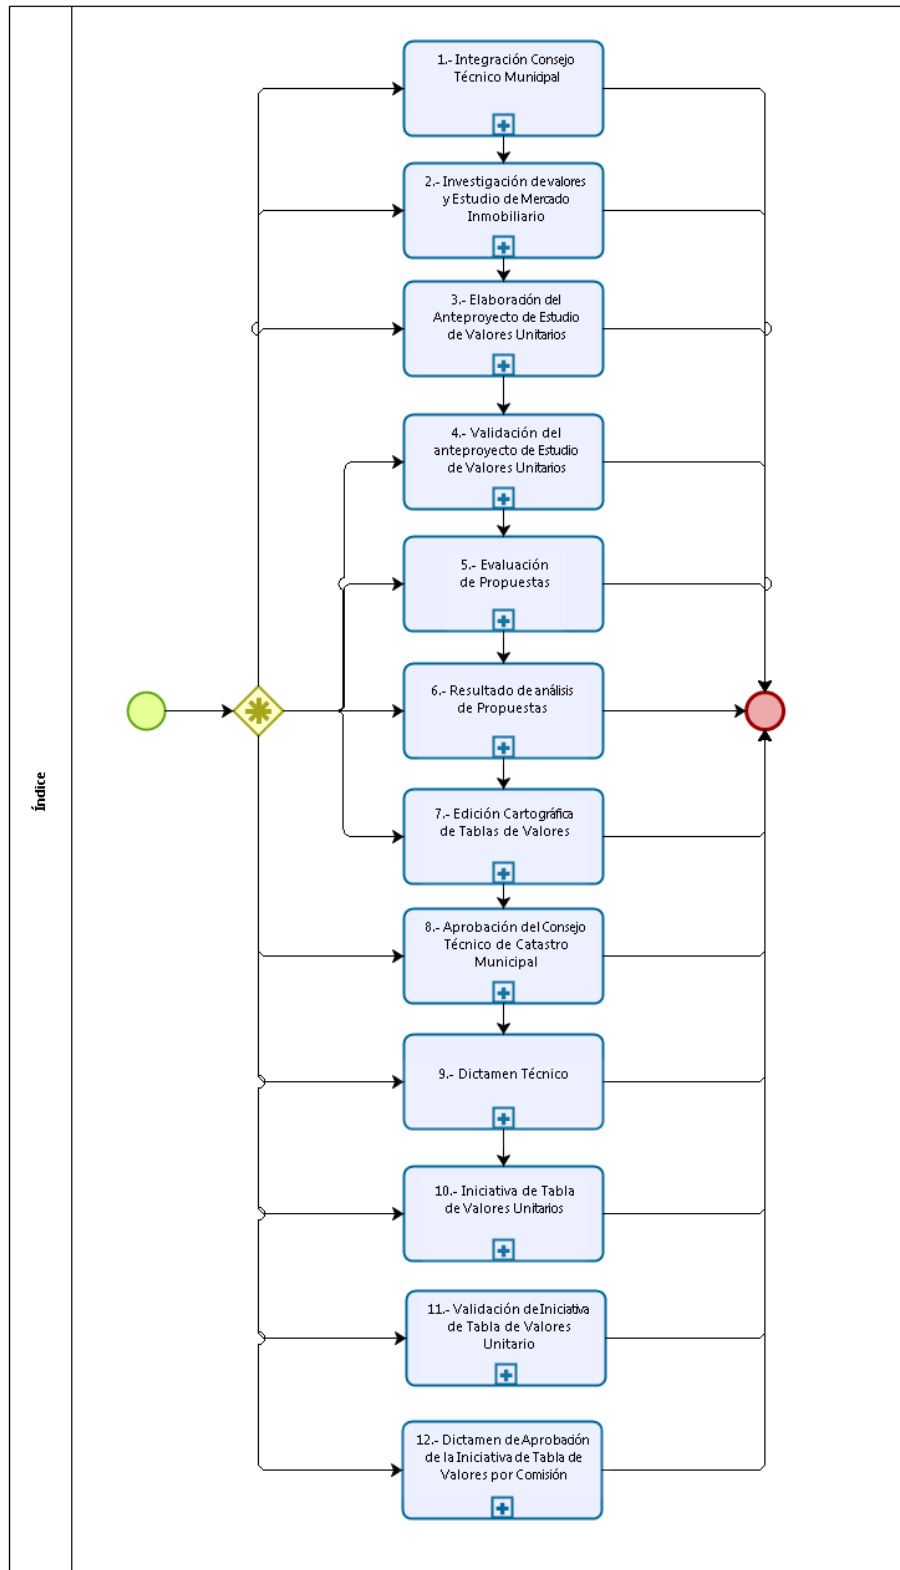 Índice
1.- Integración Consejo
Técnico Municipal
2.- Investigación de valores
y Estudio de Mercado
Inmobiliario
3.- Elaboración del
Anteproyecto de Estudio
de Valores Unitarios
4.- Validación del
anteproyecto de Estudio
de Valores Unitarios
5.- Evaluación
de Propuestas
6.- Resultado de análisis
de Propuestas
7.- Edición Cartográfica
de Tablas de Valores
8.- Aprobación del Consejo
Técnico de Catastro
Municipal
9.- Dictamen Técnico
10.- Iniciativa de Tabla
de Valores Unitarios
11.- Validación de Iniciativa
de Tabla de Valores
Unitario
12.- Dictamen de Aprobación
de la Iniciativa de Tabla de
Valores por Comisión